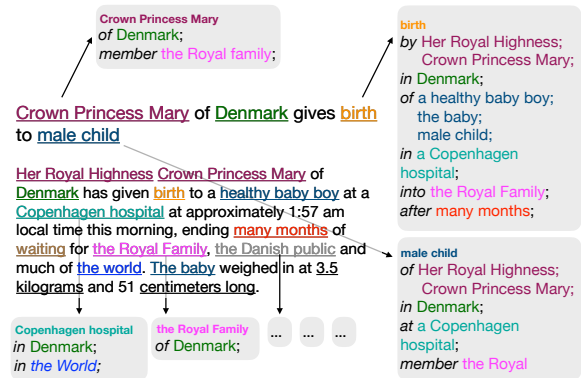 Crown Princess Mary
of Denmark;
member the Royal family;
birth
by Her Royal Highness;
Crown Princess Mary;
in Denmark;
of a healthy baby boy;
the baby;
male child;
in a Copenhagen
hospital;
into the Royal Family;
after many months;
Crown Princess Mary of Denmark gives birth
to male child
Her Royal Highness Crown Princess Mary of
Denmark has given birth to a healthy baby boy at a
Copenhagen hospital at approximately 1:57 am
local time this morning, ending many months of
waiting for the Royal Family, the Danish public and
much of the world. The baby weighed in at 3.5
kilograms and 51 centimeters long.
male child
of Her Royal Highness;
Crown Princess Mary;
in Denmark;
at a Copenhagen
hospital;
member the Royal
Copenhagen hospital
in Denmark;
in the World;
the Royal Family
of Denmark;
... ... ...